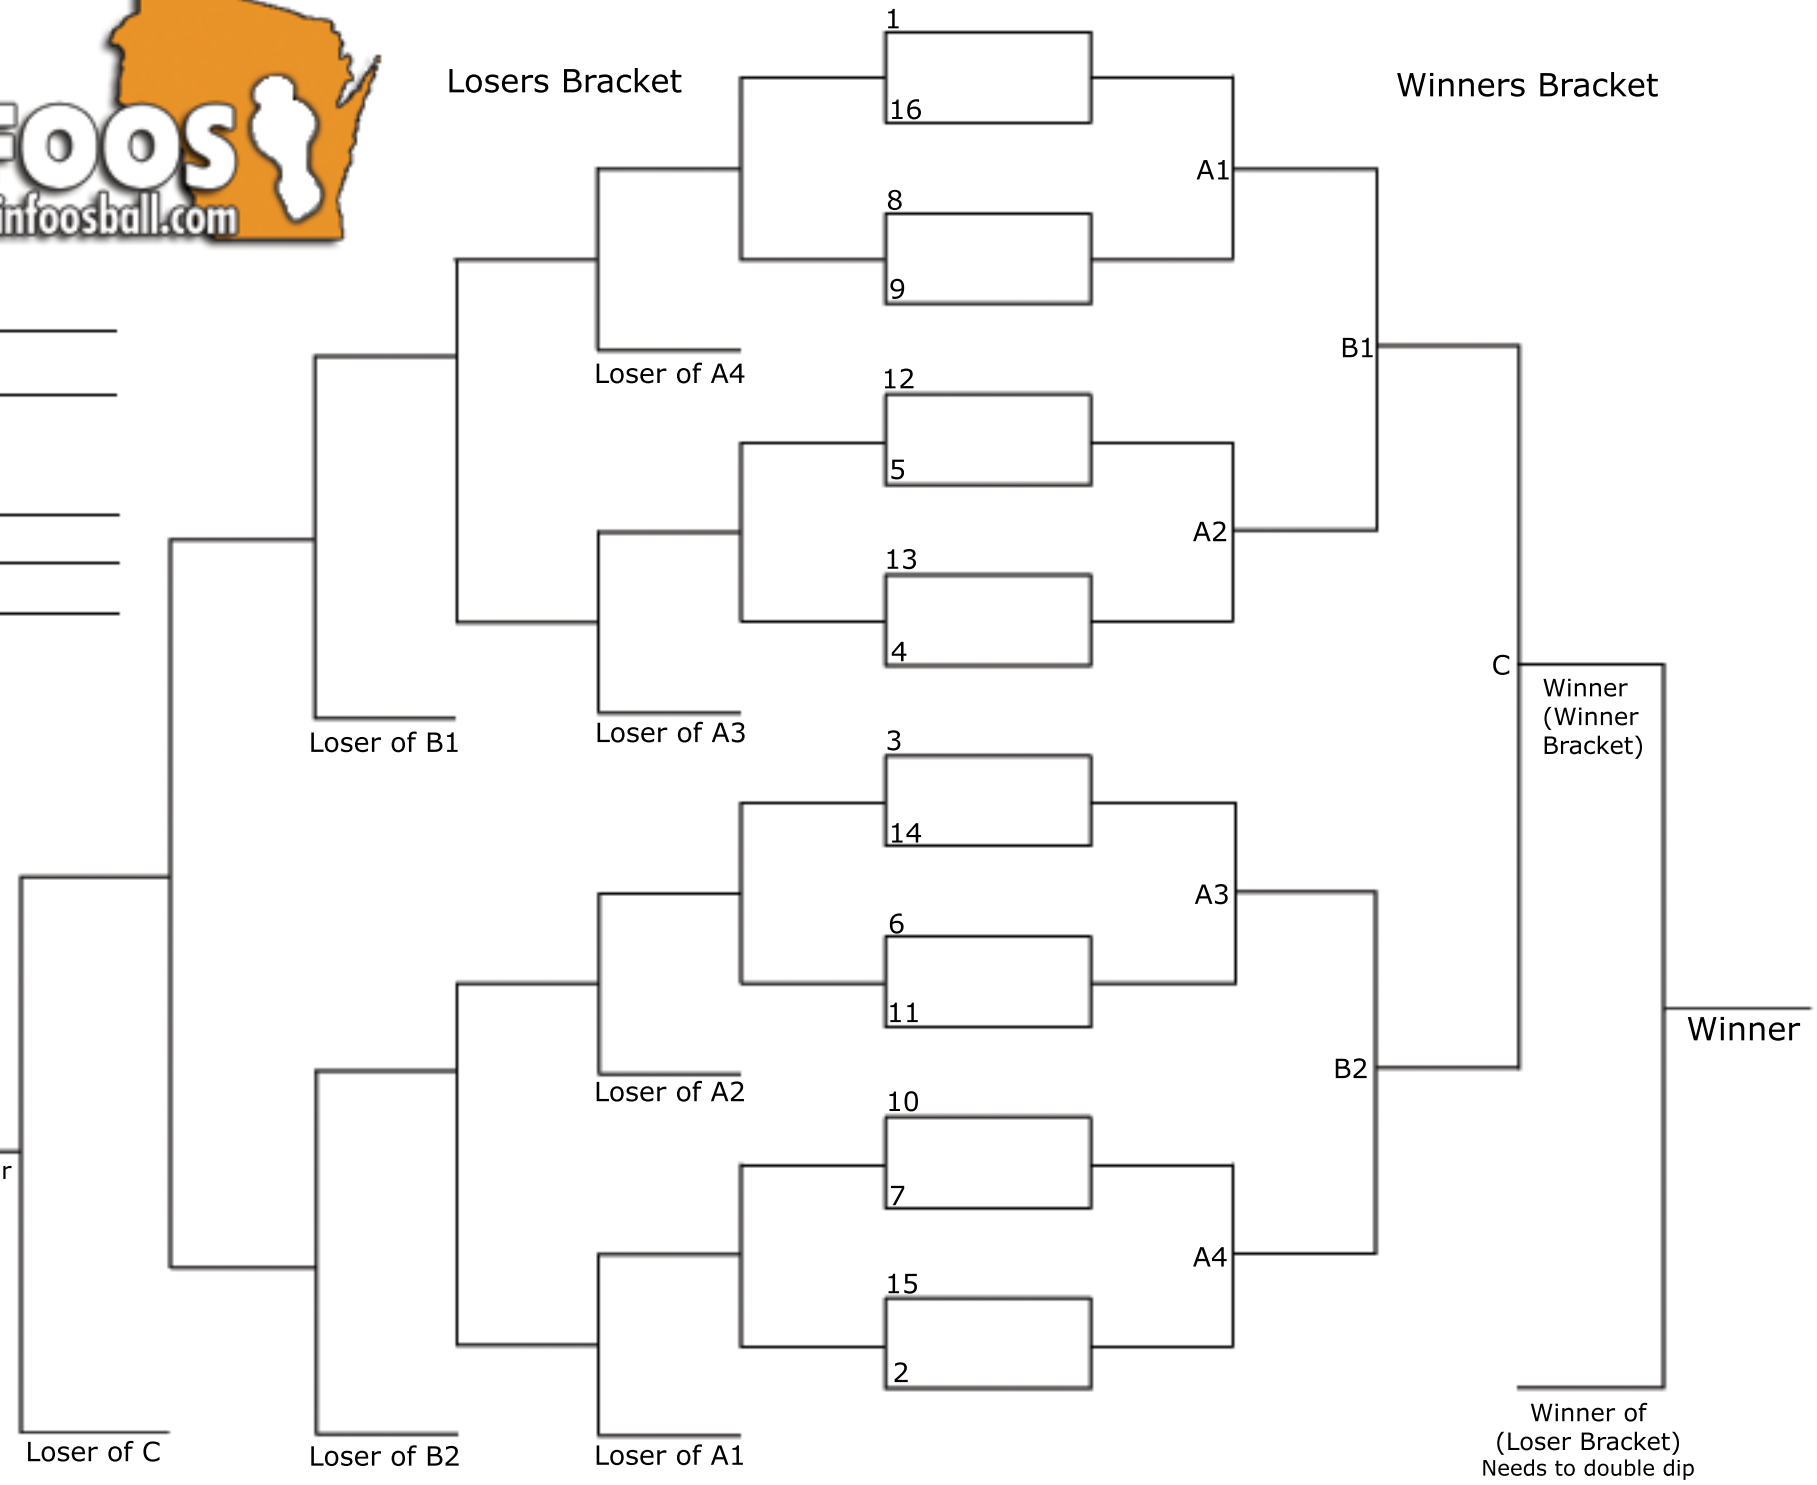 FOOS
infoosball.com
Losers Bracket
Winners Bracket
1
16
A1
8
9
B1
Loser of A4
12
5
A2
13
4
C
Winner
(Winner
Bracket)
Loser of B1
Loser of A3
3
14
A3
6
11
Winner
B2
Loser of A2
10
r
7
A4
15
2
Winner of
(Loser Bracket)
Needs to double dip
Loser of C
Loser of B2
Loser of A1